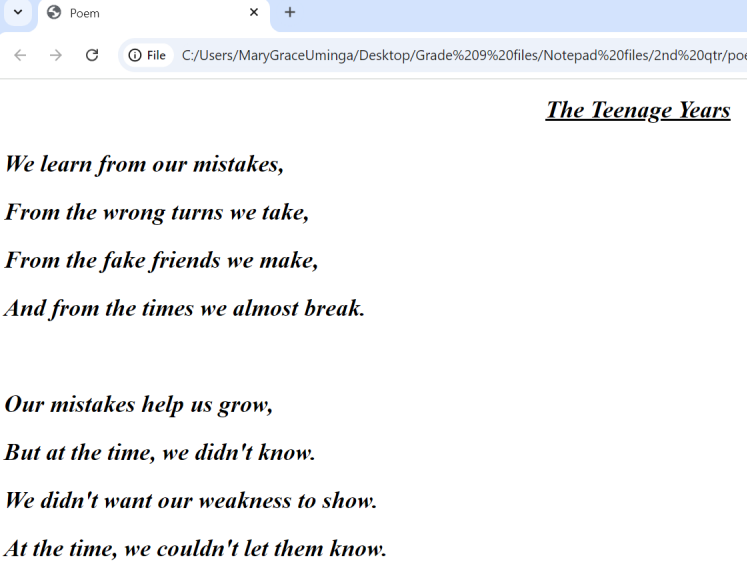 Poem
File C:/Users/MaryGraceUminga/Desktop/Grade%209%20files/Notepad%20files/2nd%20qtr/poe
The Teenage Years
We learn from our mistakes,
From the wrong turns we take,
From the fake friends we make,
And from the times we almost break.
Our mistakes help us grow,
But at the time, we didn't know.
We didn't want our weakness to show.
At the time, we couldn't let them know.